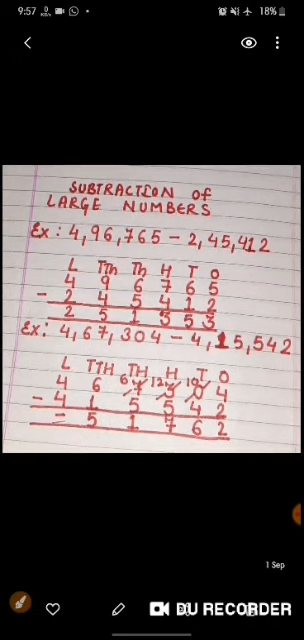 9:57
18%
SUBTRACTION of
LARGE NUMBERS
Ex : 4,96,765 - 2,45,412
L TTh Th H T O
4 9 6 7 6 5
- 2 4 5 4 1 2
2 5 1 3 5 3
Ex: 4,67,304 - 4,15,542
L TTH TH H T O
6 12 10
4 6 7 3 0 4
- 4 1 5 5 4 2
- 5 1 7 6 2
1 Sep
DU RECORDER